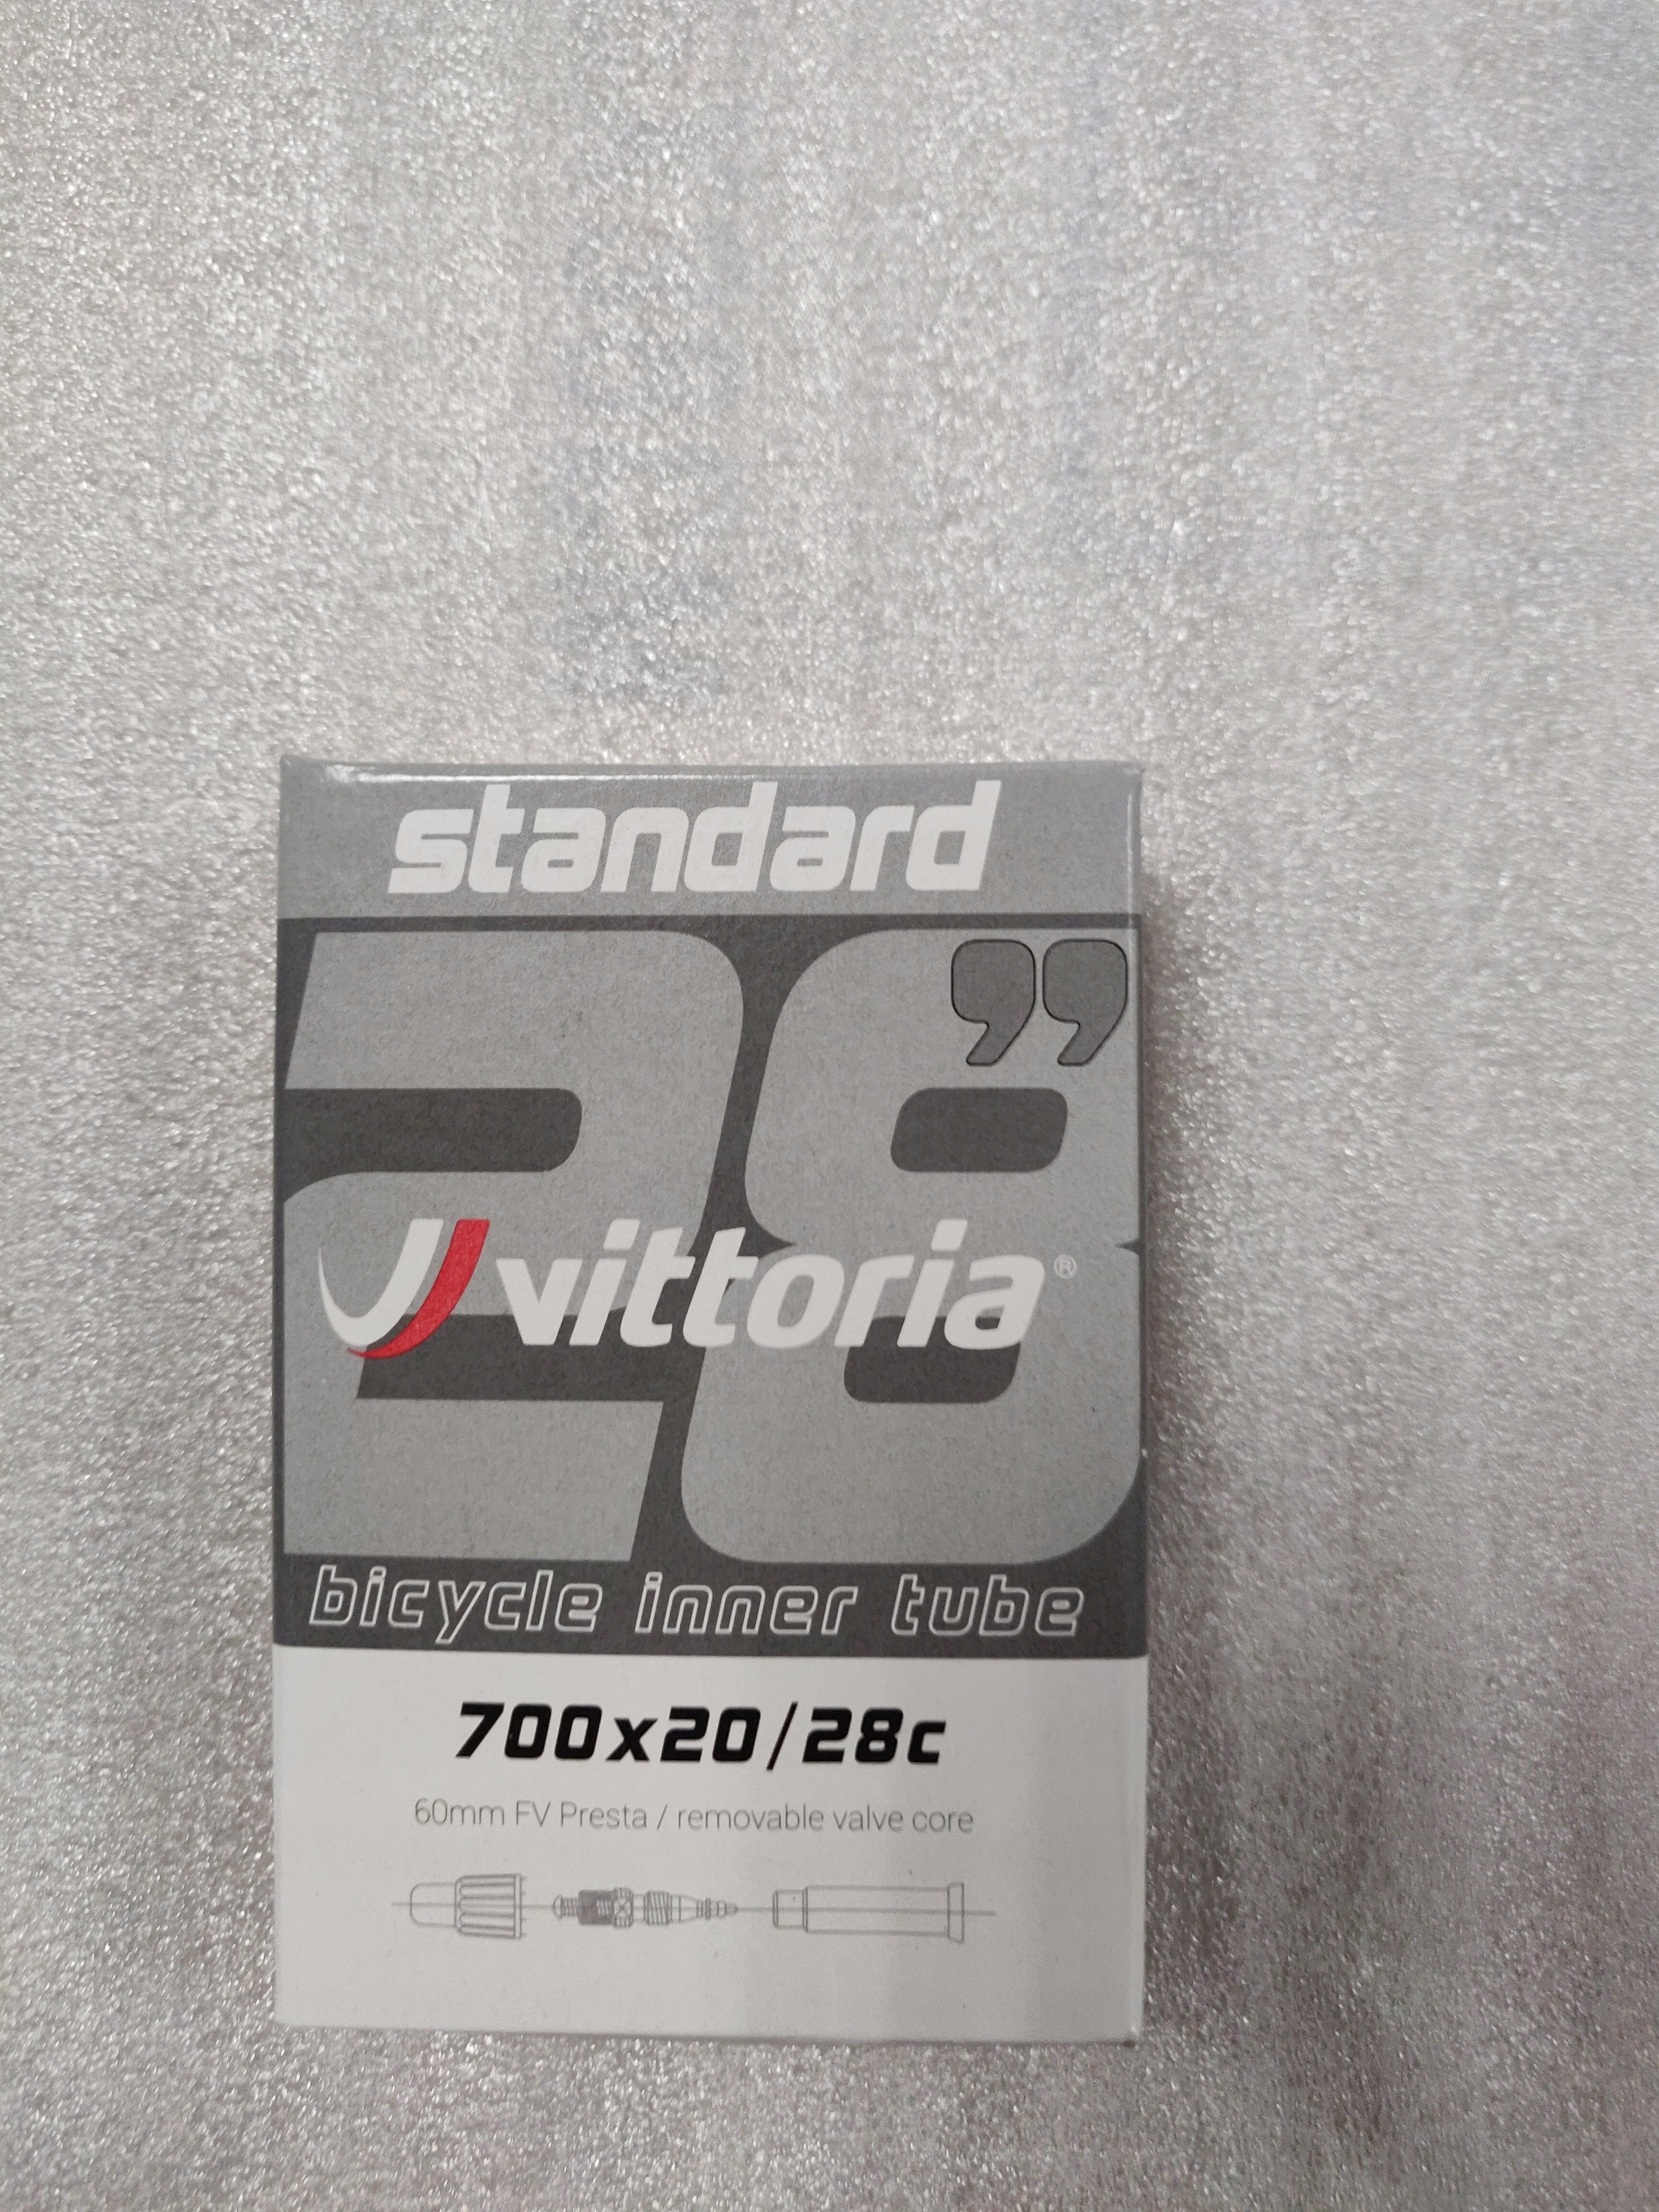 standard
28”
vittoria®
bicycle inner tube
700x20/28c
60mm FV Presta / removable valve core